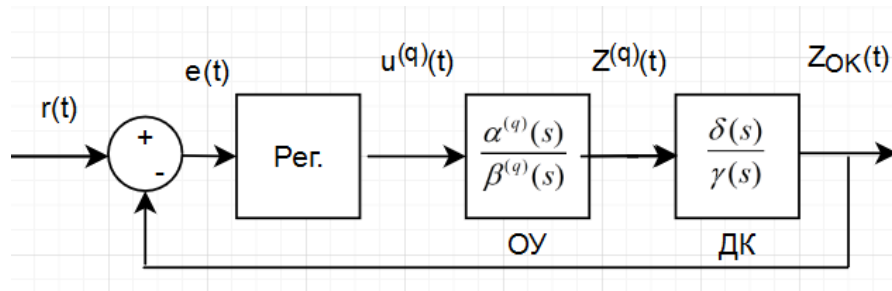 r(t)
+
-
e(t)
Рег.
u^(q)(t)
α^(q)(s)
β^(q)(s)
ОУ
Z^(q)(t)
δ(s)
γ(s)
ДК
Z_OK(t)